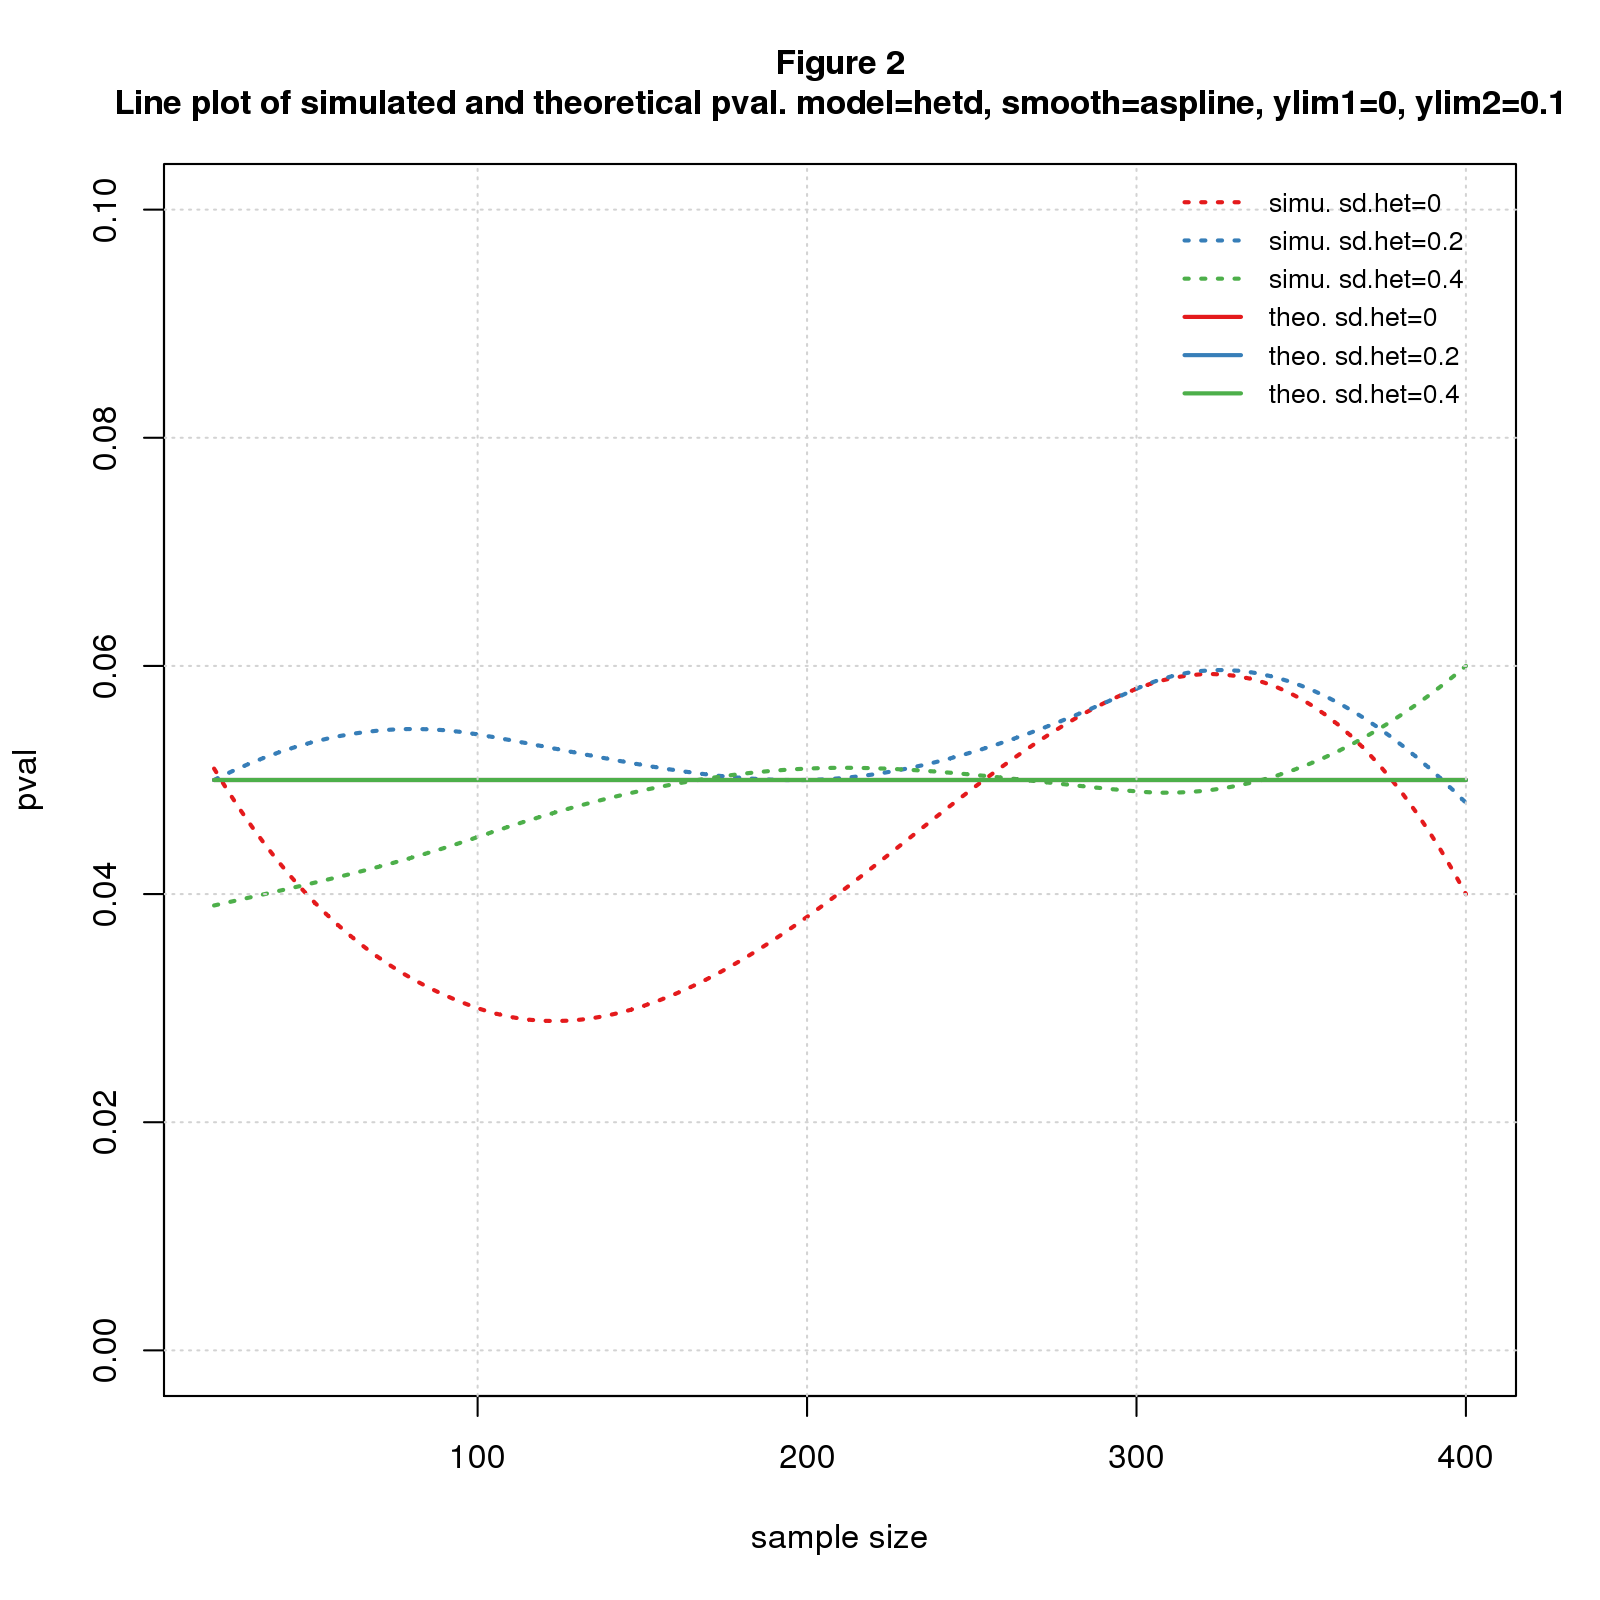 Figure 2
Line plot of simulated and theoretical pval. model=hetd, smooth=aspline, ylim1=0, ylim2=0.1
simu. sd.het=0
simu. sd.het=0.2
simu. sd.het=0.4
theo. sd.het=0
theo. sd.het=0.2
theo. sd.het=0.4
pval
0.10
0.08
0.06
0.04
0.02
0.00
100 200 300 400
sample size